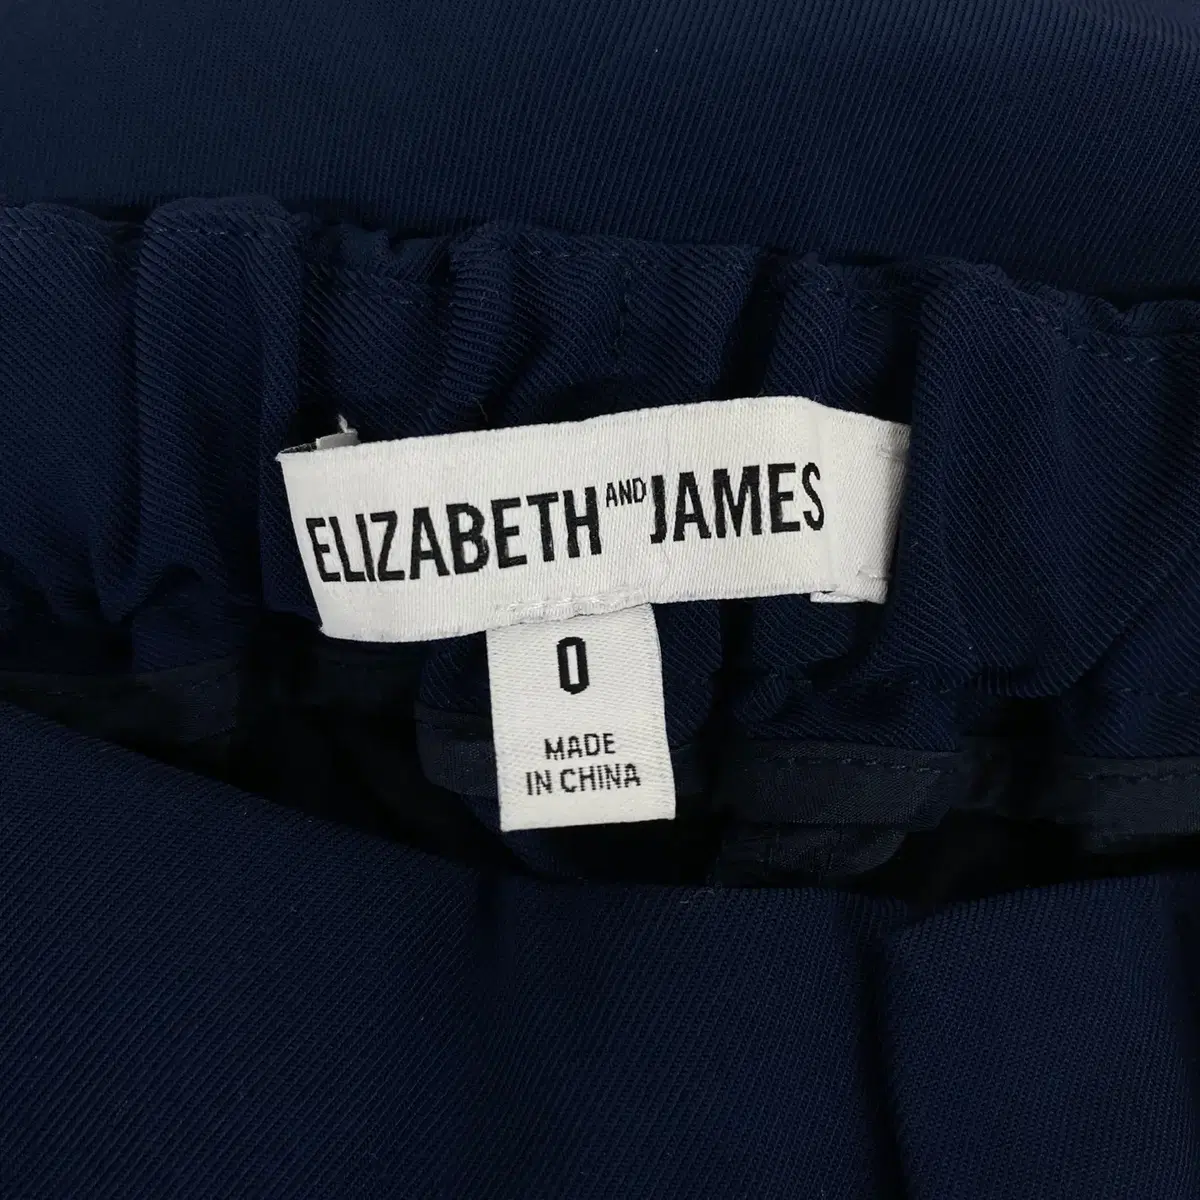 ELIZABETH AND JAMES
0
MADE
IN CHINA